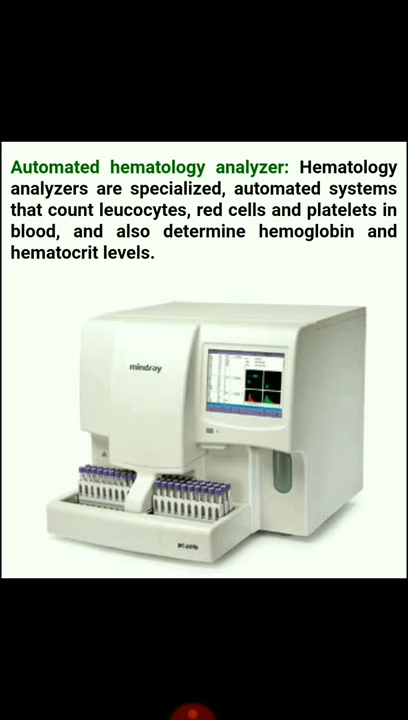 Automated hematology analyzer: Hematology
analyzers are specialized, automated systems
that count leucocytes, red cells and platelets in
blood, and also determine hemoglobin and
hematocrit levels.
mindray